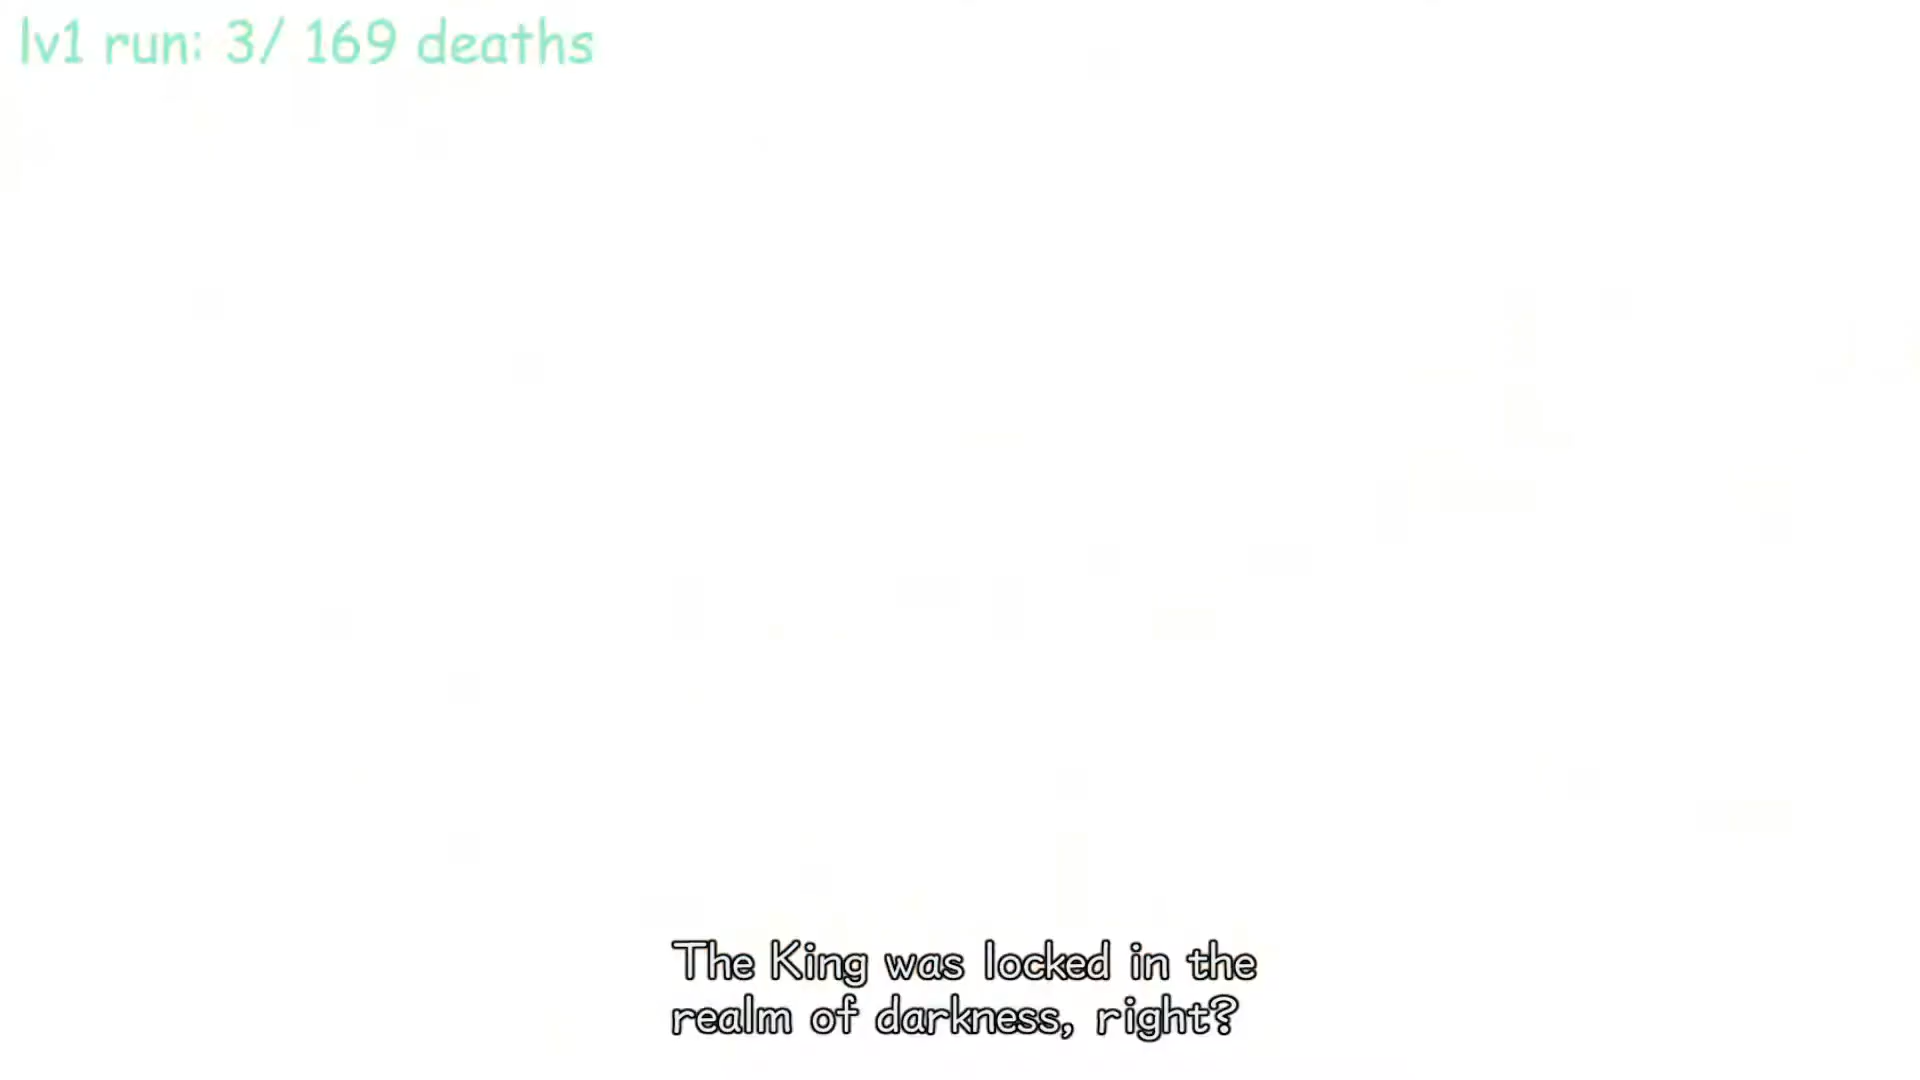 lv1 run: 3/ 169 deaths
The King was locked in the
realm of darkness, right?